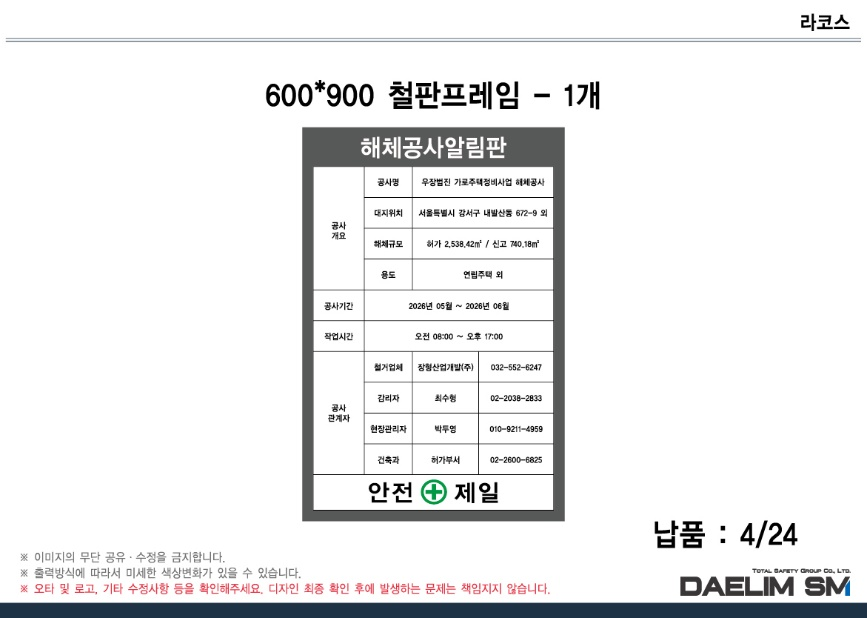 라코스
600*900 철판프레임 - 1개
해체공사알림판
공사
개요
공사명 우장범진 가로주택정비사업 해체공사
대지위치 서울특별시 강서구 내발산동 672-9 외
해체규모 허가 2,538.42㎡ / 신고 740.18㎡
용도 연립주택 외
공사기간 2026년 05월 ~ 2026년 06월
작업시간 오전 08:00 ~ 오후 17:00
공사
관계자
철거업체 장형산업개발(주) 032-552-6247
감리자 최수형 02-2038-2833
현장관리자 박두영 010-9211-4959
건축과 허가부서 02-2600-6825
안전 제일
납품 : 4/24
※ 이미지의 무단 공유 · 수정을 금지합니다.
※ 출력방식에 따라서 미세한 색상변화가 있을 수 있습니다.
※ 오타 및 로고, 기타 수정사항 등을 확인해주세요. 디자인 최종 확인 후에 발생하는 문제는 책임지지 않습니다.
TOTAL SAFETY GROUP CO., LTD.
DAELIM SM